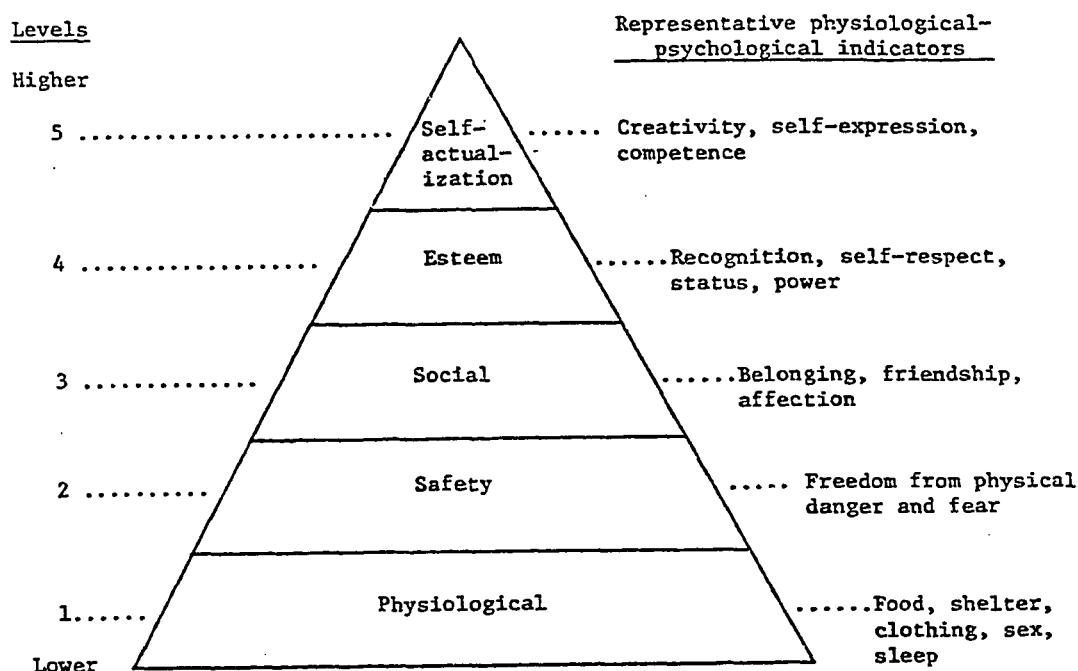 Levels
Representative physiological-
psychological indicators
Higher
5 ........................... Self-
actual-
ization
...... Creativity, self-expression,
competence
4 ...................... Esteem
......Recognition, self-respect,
status, power
3 ............... Social
......Belonging, friendship,
affection
2 .......... Safety
..... Freedom from physical
danger and fear
1...... Physiological
......Food, shelter,
clothing, sex,
sleep
Lower